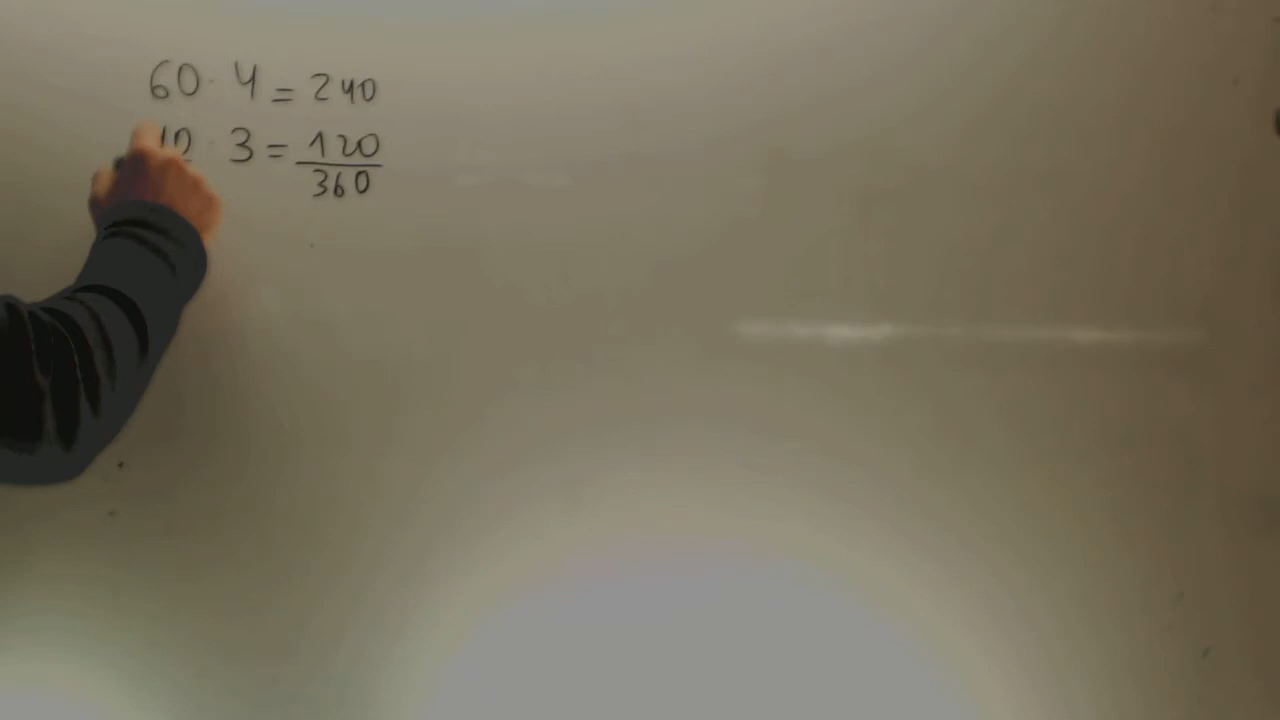 60 · 4 = 240
· 3 = 120
360